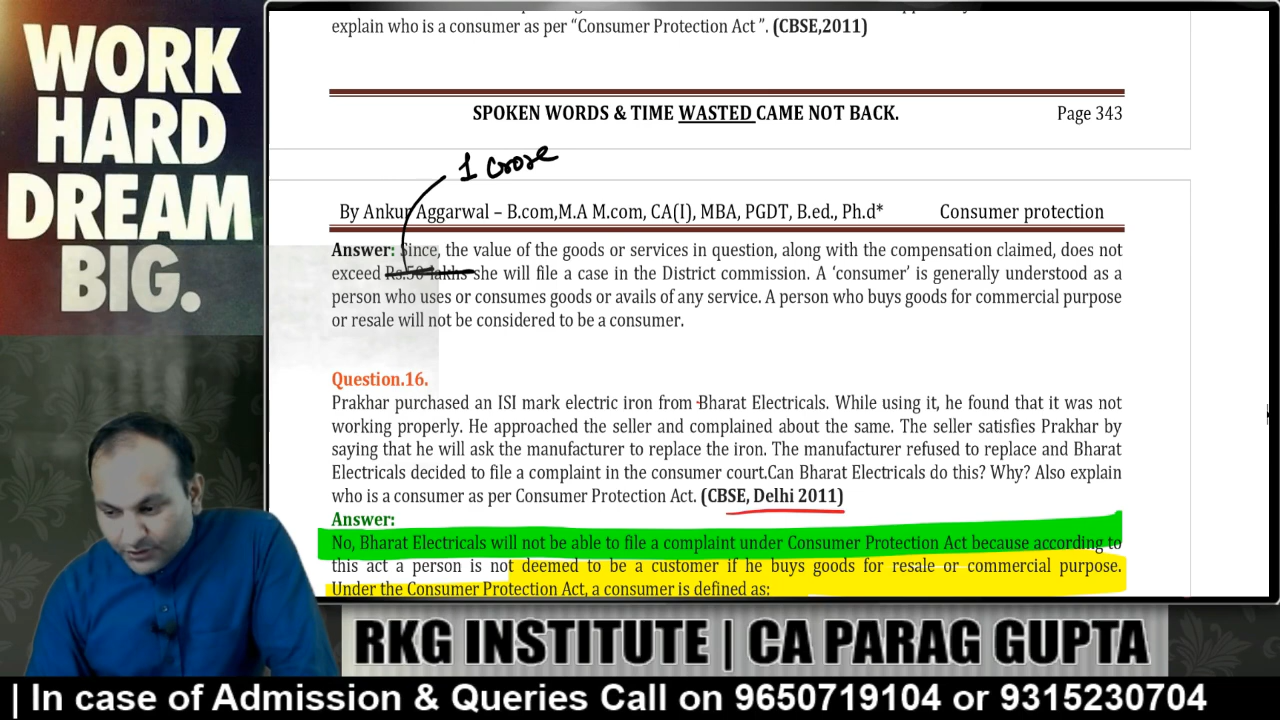 WORK
HARD
DREAM
BIG.
explain who is a consumer as per “Consumer Protection Act ”. (CBSE,2011)
SPOKEN WORDS & TIME WASTED CAME NOT BACK.
Page 343
1 crore
By Ankur Aggarwal – B.com,M.A M.com, CA(I), MBA, PGDT, B.ed., Ph.d*
Consumer protection
Answer: Since, the value of the goods or services in question, along with the compensation claimed, does not
exceed Rs.50 lakhs she will file a case in the District commission. A ‘consumer’ is generally understood as a
person who uses or consumes goods or avails of any service. A person who buys goods for commercial purpose
or resale will not be considered to be a consumer.
Question.16.
Prakhar purchased an ISI mark electric iron from Bharat Electricals. While using it, he found that it was not
working properly. He approached the seller and complained about the same. The seller satisfies Prakhar by
saying that he will ask the manufacturer to replace the iron. The manufacturer refused to replace and Bharat
Electricals decided to file a complaint in the consumer court.Can Bharat Electricals do this? Why? Also explain
who is a consumer as per Consumer Protection Act. (CBSE, Delhi 2011)
Answer:
No, Bharat Electricals will not be able to file a complaint under Consumer Protection Act because according to
this act a person is not deemed to be a customer if he buys goods for resale or commercial purpose.
Under the Consumer Protection Act, a consumer is defined as:
RKG INSTITUTE | CA PARAG GUPTA
| In case of Admission & Queries Call on 9650719104 or 9315230704